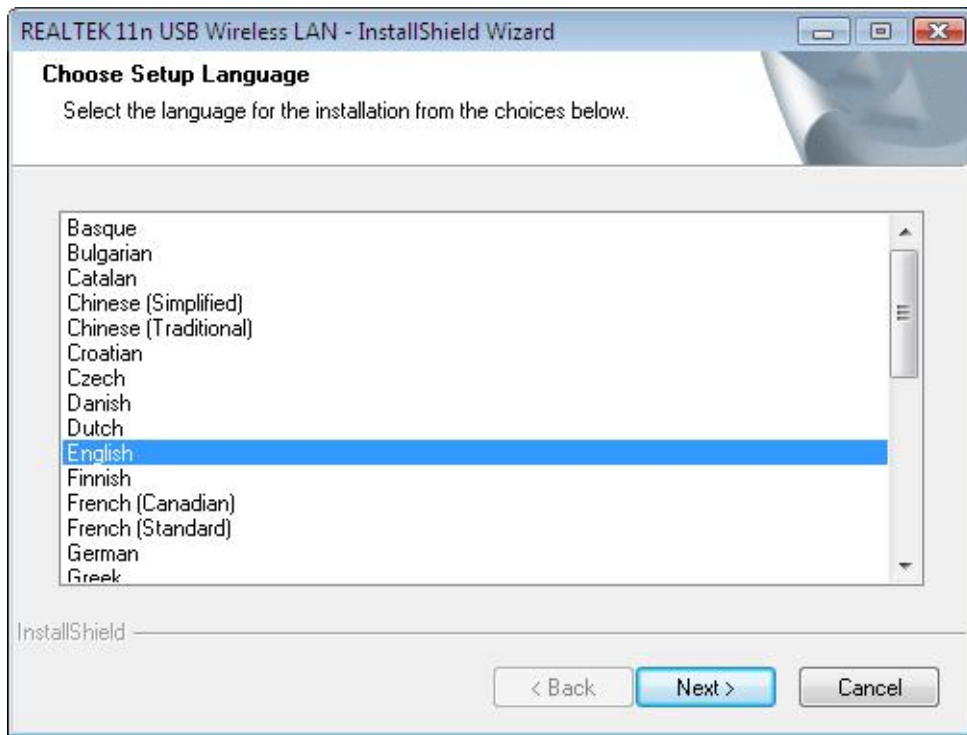 REALTEK 11n USB Wireless LAN - InstallShield Wizard
Choose Setup Language
Select the language for the installation from the choices below.
Basque
Bulgarian
Catalan
Chinese (Simplified)
Chinese (Traditional)
Croatian
Czech
Danish
Dutch
English
Finnish
French (Canadian)
French (Standard)
German
Greek
InstallShield
< Back Next > Cancel